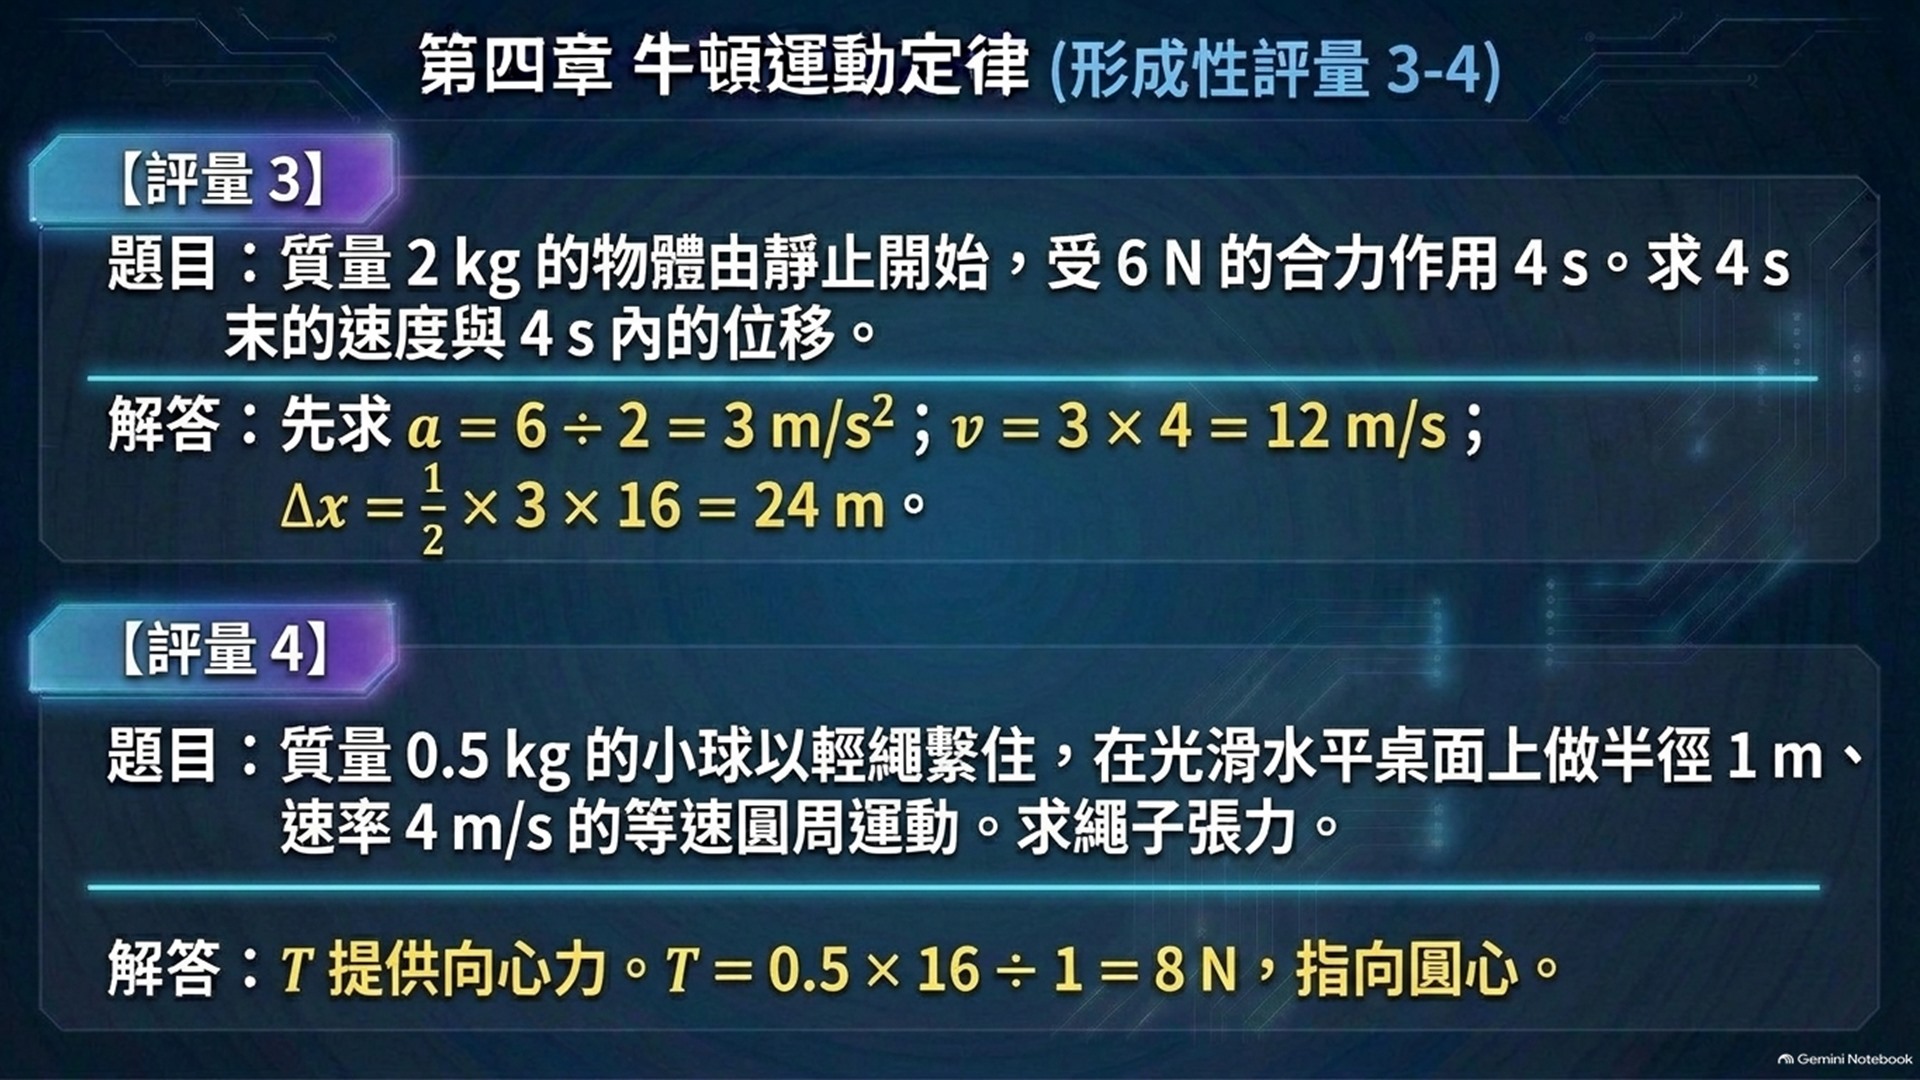 第四章 牛頓運動定律 (形成性評量 3-4)
【評量 3】
題目：質量 2 kg 的物體由靜止開始，受 6 N 的合力作用 4 s。求 4 s
末的速度與 4 s 內的位移。
解答：先求 a = 6 ÷ 2 = 3 m/s²；v = 3 × 4 = 12 m/s；
Δx = 1/2 × 3 × 16 = 24 m。
【評量 4】
題目：質量 0.5 kg 的小球以輕繩繫住，在光滑水平桌面上做半徑 1 m、
速率 4 m/s 的等速圓周運動。求繩子張力。
解答：T 提供向心力。T = 0.5 × 16 ÷ 1 = 8 N，指向圓心。
Gemini Notebook